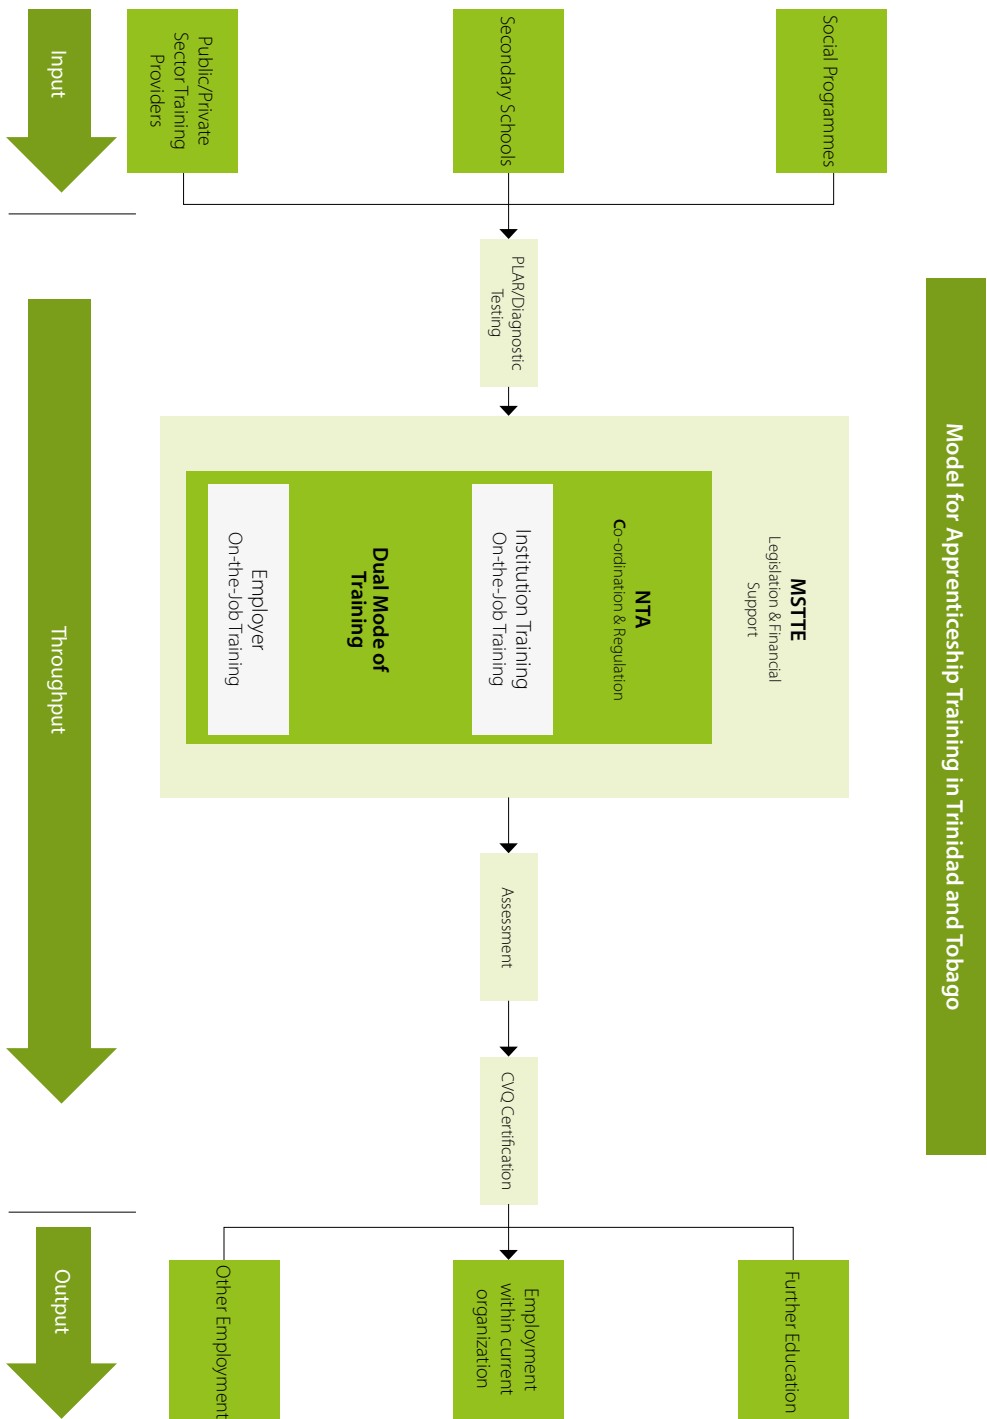 Model for Apprenticeship Training in Trinidad and Tobago
Social Programmes
Secondary Schools
Public/Private
Sector Training
Providers
PLAR/Diagnostic
Testing
MSTTE
Legislation & Financial
Support
NTA
Co-ordination & Regulation
Institution Training
On-the-Job Training
Dual Mode of
Training
Employer
On-the-Job Training
Assessment
CVQ Certification
Further Education
Employment
within current
organization
Other Employment
Input
Throughput
Output